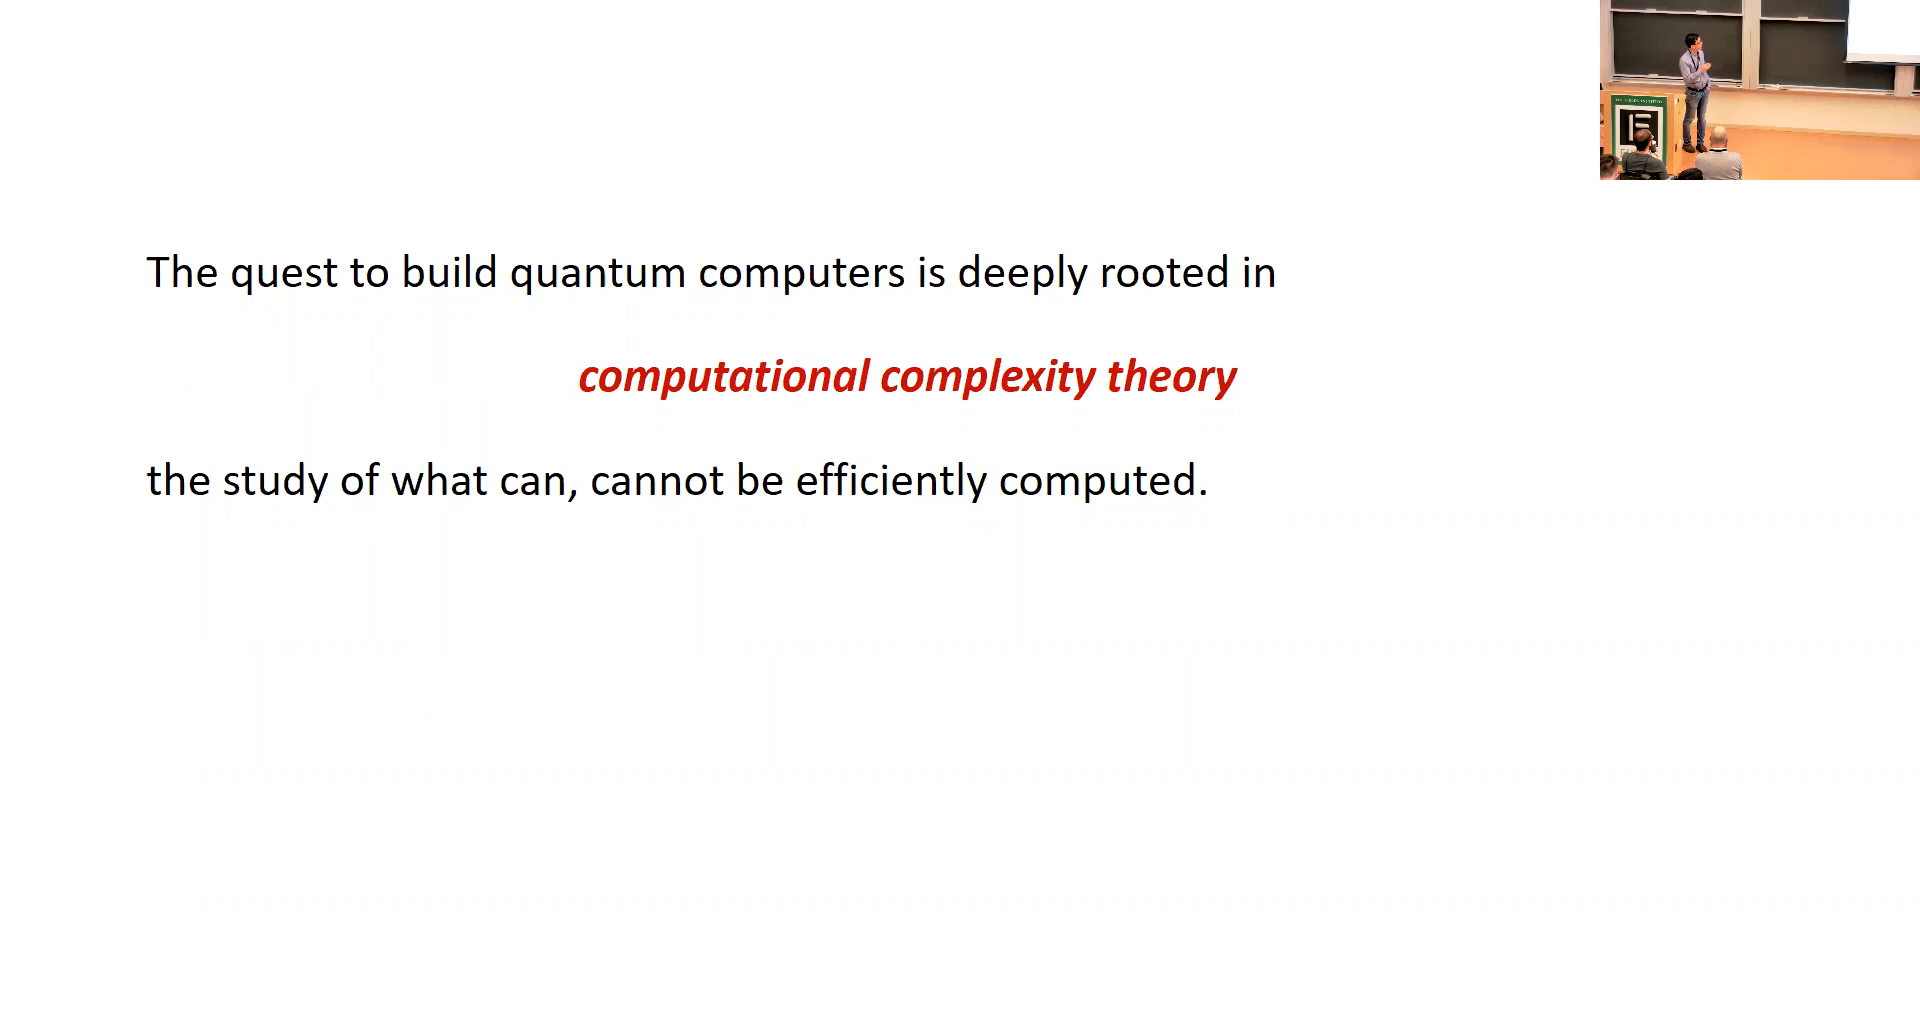 The quest to build quantum computers is deeply rooted in
computational complexity theory
the study of what can, cannot be efficiently computed.